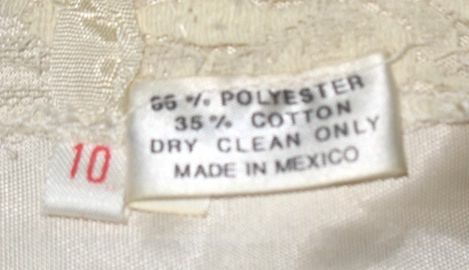 65 % POLYESTER
35 % COTTON
DRY CLEAN ONLY
MADE IN MEXICO
10